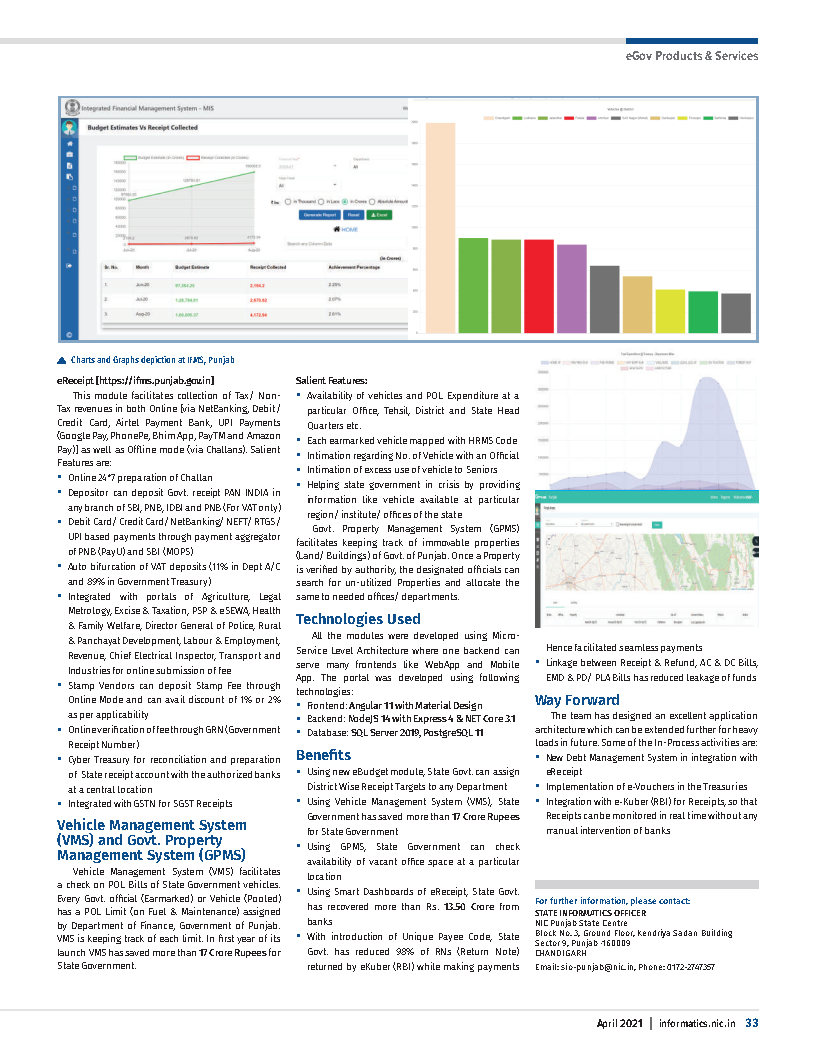 eGov Products & Services
Integrated Financial Management System - MIS
Budget Estimates Vs Receipt Collected
Budget Estimate (In Crores) Receipt Collected (In Crores)
All
In Thousand In Lacs In Crores Absolute Amount
Generate Report Reset Excel
HOME
Search any Column Data
(In Crores)
Sr. No. Month Budget Estimate Receipt Collected Achievement Percentage
1. Jun-20 2,194.2 2.25%
2. Jul-20 2.07%
3. Aug-20 4,172.94 2.61%
Charts and Graphs depiction at IFMS, Punjab
eReceipt [https://ifms.punjab.gov.in]
This module facilitates collection of Tax/ Non-
Tax revenues in both Online [via NetBanking, Debit/
Credit Card, Airtel Payment Bank, UPI Payments
(Google Pay, PhonePe, Bhim App, PayTM and Amazon
Pay)] as well as Offline mode (via Challans). Salient
Features are:
• Online 24*7 preparation of Challan
• Depositor can deposit Govt. receipt PAN INDIA in
any branch of SBI, PNB, IDBI and PNB (For VAT only)
• Debit Card/ Credit Card/ NetBanking/ NEFT/ RTGS/
UPI based payments through payment aggregator
of PNB (PayU) and SBI (MOPS)
• Auto bifurcation of VAT deposits (11% in Dept A/C
and 89% in Government Treasury)
• Integrated with portals of Agriculture, Legal
Metrology, Excise & Taxation, PSP & eSEWA, Health
& Family Welfare, Director General of Police, Rural
& Panchayat Development, Labour & Employment,
Revenue, Chief Electrical Inspector, Transport and
Industries for online submission of fee
• Stamp Vendors can deposit Stamp Fee through
Online Mode and can avail discount of 1% or 2%
as per applicability
• Online verification of fee through GRN (Government
Receipt Number)
• Cyber Treasury for reconciliation and preparation
of State receipt account with the authorized banks
at a central location
• Integrated with GSTN for SGST Receipts
Vehicle Management System
(VMS) and Govt. Property
Management System (GPMS)
Vehicle Management System (VMS) facilitates
a check on POL Bills of State Government vehicles.
Every Govt. official (Earmarked) or Vehicle (Pooled)
has a POL Limit (on Fuel & Maintenance) assigned
by Department of Finance, Government of Punjab.
VMS is keeping track of each limit. In first year of its
launch VMS has saved more than 17 Crore Rupees for
State Government.
Salient Features:
• Availability of vehicles and POL Expenditure at a
particular Office, Tehsil, District and State Head
Quarters etc.
• Each earmarked vehicle mapped with HRMS Code
• Intimation regarding No. of Vehicle with an Official
• Intimation of excess use of vehicle to Seniors
• Helping state government in crisis by providing
information like vehicle available at particular
region/ institute/ offices of the state
Govt. Property Management System (GPMS)
facilitates keeping track of immovable properties
(Land/ Buildings) of Govt. of Punjab. Once a Property
is verified by authority, the designated officials can
search for un-utilized Properties and allocate the
same to needed offices/ departments.
Technologies Used
All the modules were developed using Micro-
Service Level Architecture where one backend can
serve many frontends like WebApp and Mobile
App. The portal was developed using following
technologies:
• Frontend: Angular 11 with Material Design
• Backend: NodeJS 14 with Express 4 & NET Core 3.1
• Database: SQL Server 2019, PostgreSQL 11
Benefits
• Using new eBudget module, State Govt. can assign
District Wise Receipt Targets to any Department
• Using Vehicle Management System (VMS), State
Government has saved more than 17 Crore Rupees
for State Government
• Using GPMS, State Government can check
availability of vacant office space at a particular
location
• Using Smart Dashboards of eReceipt, State Govt.
has recovered more than Rs. 13.50 Crore from
banks
• With introduction of Unique Payee Code, State
Govt. has reduced 98% of RNs (Return Note)
returned by eKuber (RBI) while making payments
Hence facilitated seamless payments
• Linkage between Receipt & Refund, AC & DC Bills,
EMD & PD/ PLA Bills has reduced leakage of funds
Way Forward
The team has designed an excellent application
architecture which can be extended further for heavy
loads in future. Some of the In-Process activities are:
• New Debt Management System in integration with
eReceipt
• Implementation of e-Vouchers in the Treasuries
• Integration with e-Kuber (RBI) for Receipts, so that
Receipts can be monitored in real time without any
manual intervention of banks
For further information, please contact:
STATE INFORMATICS OFFICER
NIC Punjab State Centre
Block No. 3, Ground Floor, Kendriya Sadan Building
Sector 9, Punjab -160009
CHANDIGARH
Email: sio-punjab@nic.in, Phone: 0172-2747357
April 2021 | informatics.nic.in 33